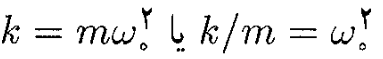 k = mω₀² یا k/m = ω₀²